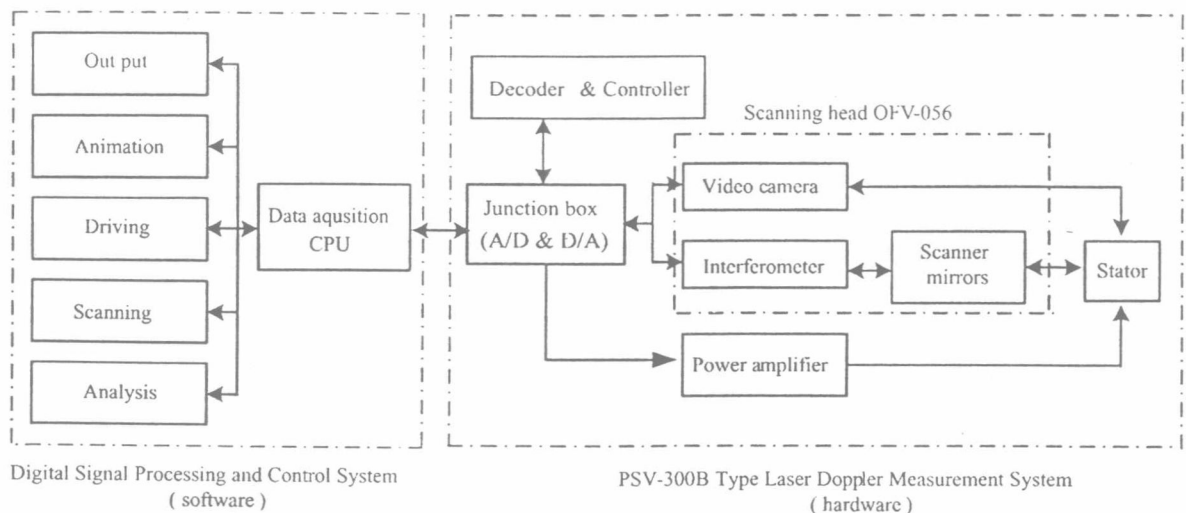 Out put
Animation
Driving
Scanning
Analysis
Data aqusition
CPU
Decoder & Controller
Junction box
(A/D & D/A)
Scanning head OFV-056
Video camera
Interferometer
Scanner
mirrors
Stator
Power amplifier
Digital Signal Processing and Control System
( software )
PSV-300B Type Laser Doppler Measurement System
( hardware )